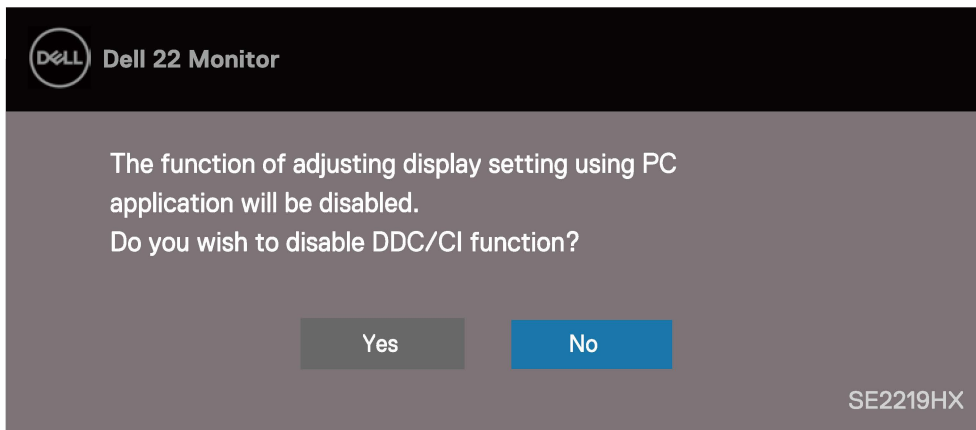 DELL
Dell 22 Monitor
The function of adjusting display setting using PC
application will be disabled.
Do you wish to disable DDC/CI function?
Yes
No
SE2219HX